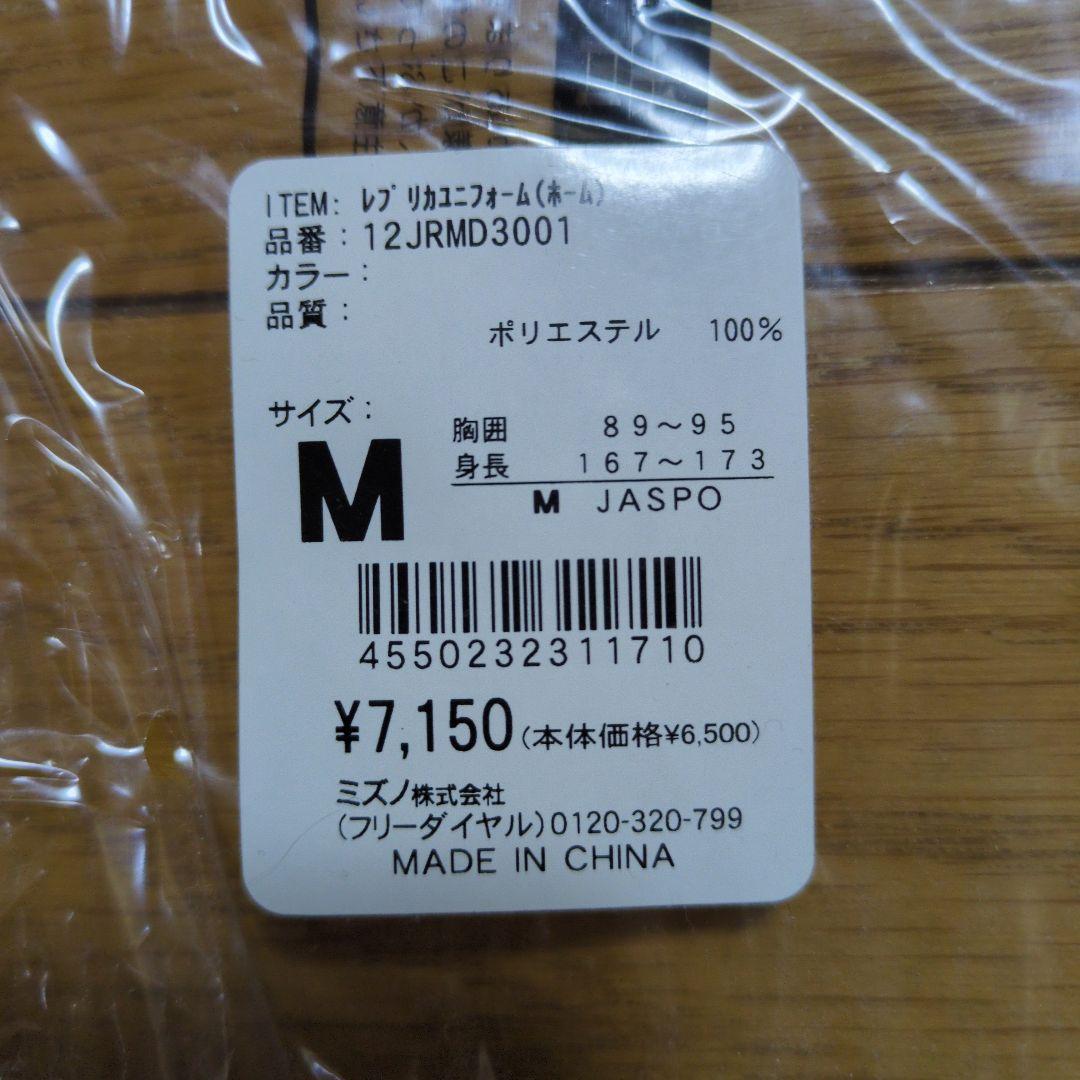 ITEM: ﾚﾌﾟﾘｶﾕﾆﾌｫｰﾑ(ﾎｰﾑ)
品番：12JRMD3001
カラー：
品質：
ポリエステル 100%
サイズ：
M
胸囲 89～95
身長 167～173
M JASPO
4550232311710
¥7,150(本体価格¥6,500)
ミズノ株式会社
(フリーダイヤル)0120-320-799
MADE IN CHINA